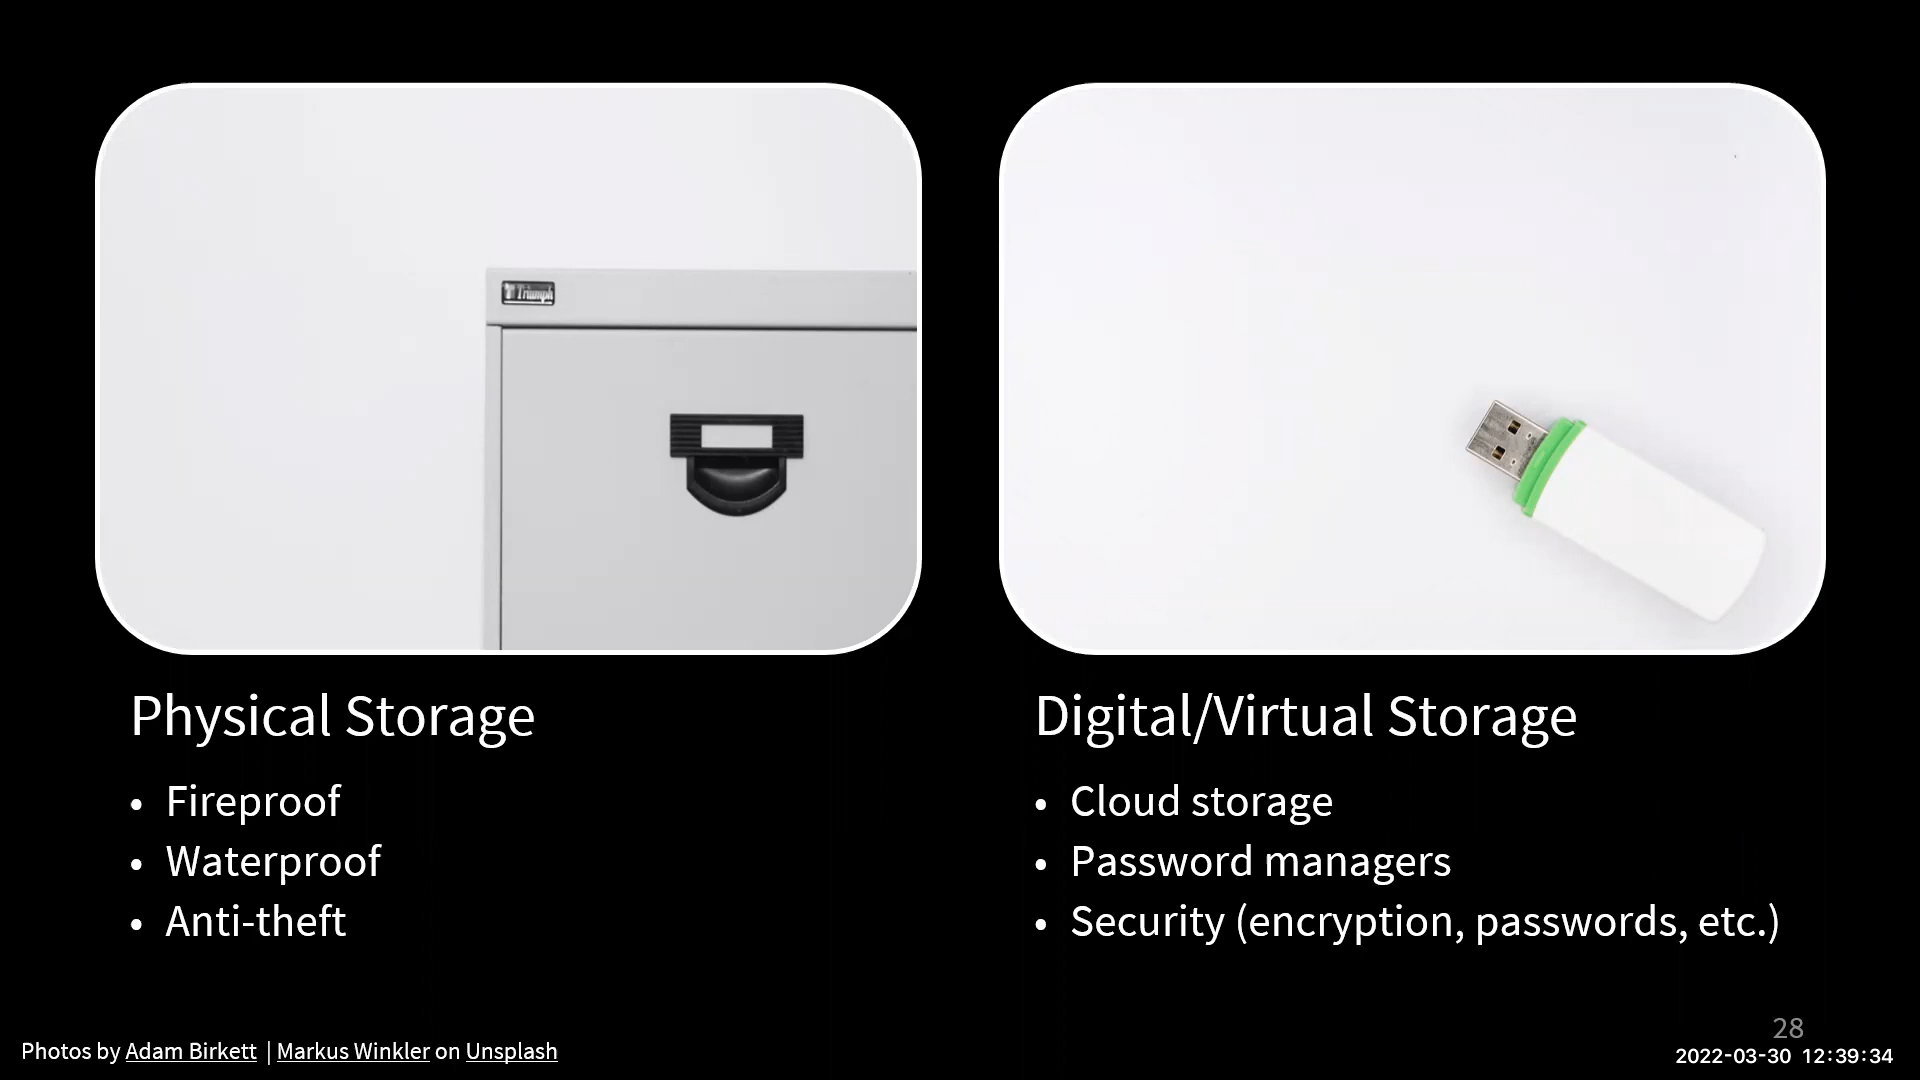 Triumph
Physical Storage
• Fireproof
• Waterproof
• Anti-theft
Digital/Virtual Storage
• Cloud storage
• Password managers
• Security (encryption, passwords, etc.)
Photos by Adam Birkett | Markus Winkler on Unsplash
28
2022-03-30 12:39:34